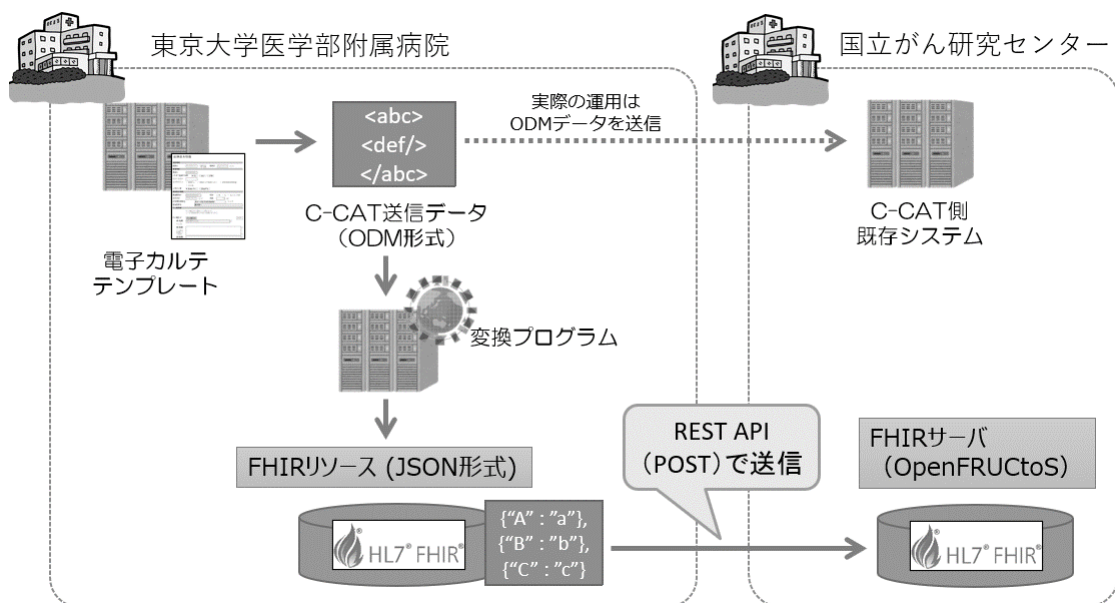 東京大学医学部附属病院
国立がん研究センター
<abc>
<def/>
</abc>
実際の運用は
ODMデータを送信
C-CAT送信データ
（ODM形式）
電子カルテ
テンプレート
C-CAT側
既存システム
変換プログラム
FHIRリソース (JSON形式)
REST API
（POST）で送信
FHIRサーバ
（OpenFRUCtoS）
HL7® FHIR®
{“A” : ”a”},
{“B” : ”b”},
{“C” : ”c”}
HL7® FHIR®